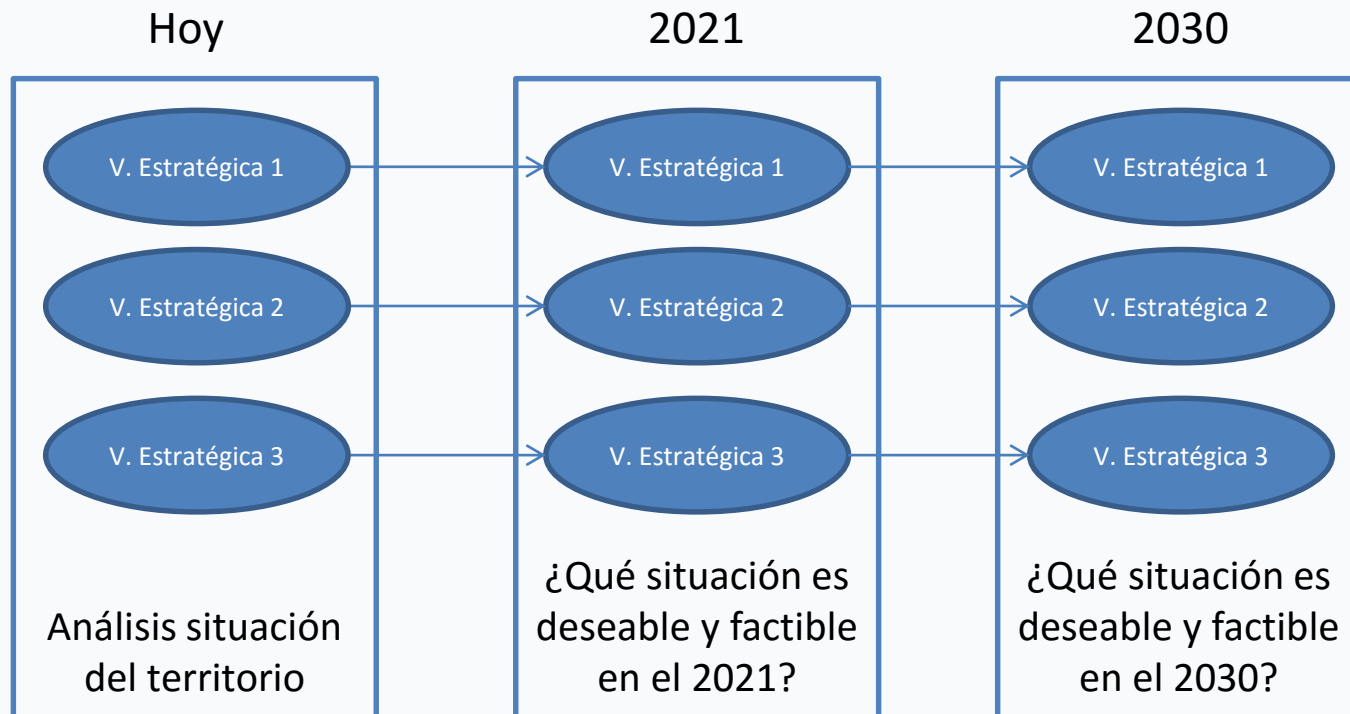 Hoy
2021
2030
V. Estratégica 1
V. Estratégica 1
V. Estratégica 1
V. Estratégica 2
V. Estratégica 2
V. Estratégica 2
V. Estratégica 3
V. Estratégica 3
V. Estratégica 3
Análisis situación
del territorio
¿Qué situación es
deseable y factible
en el 2021?
¿Qué situación es
deseable y factible
en el 2030?